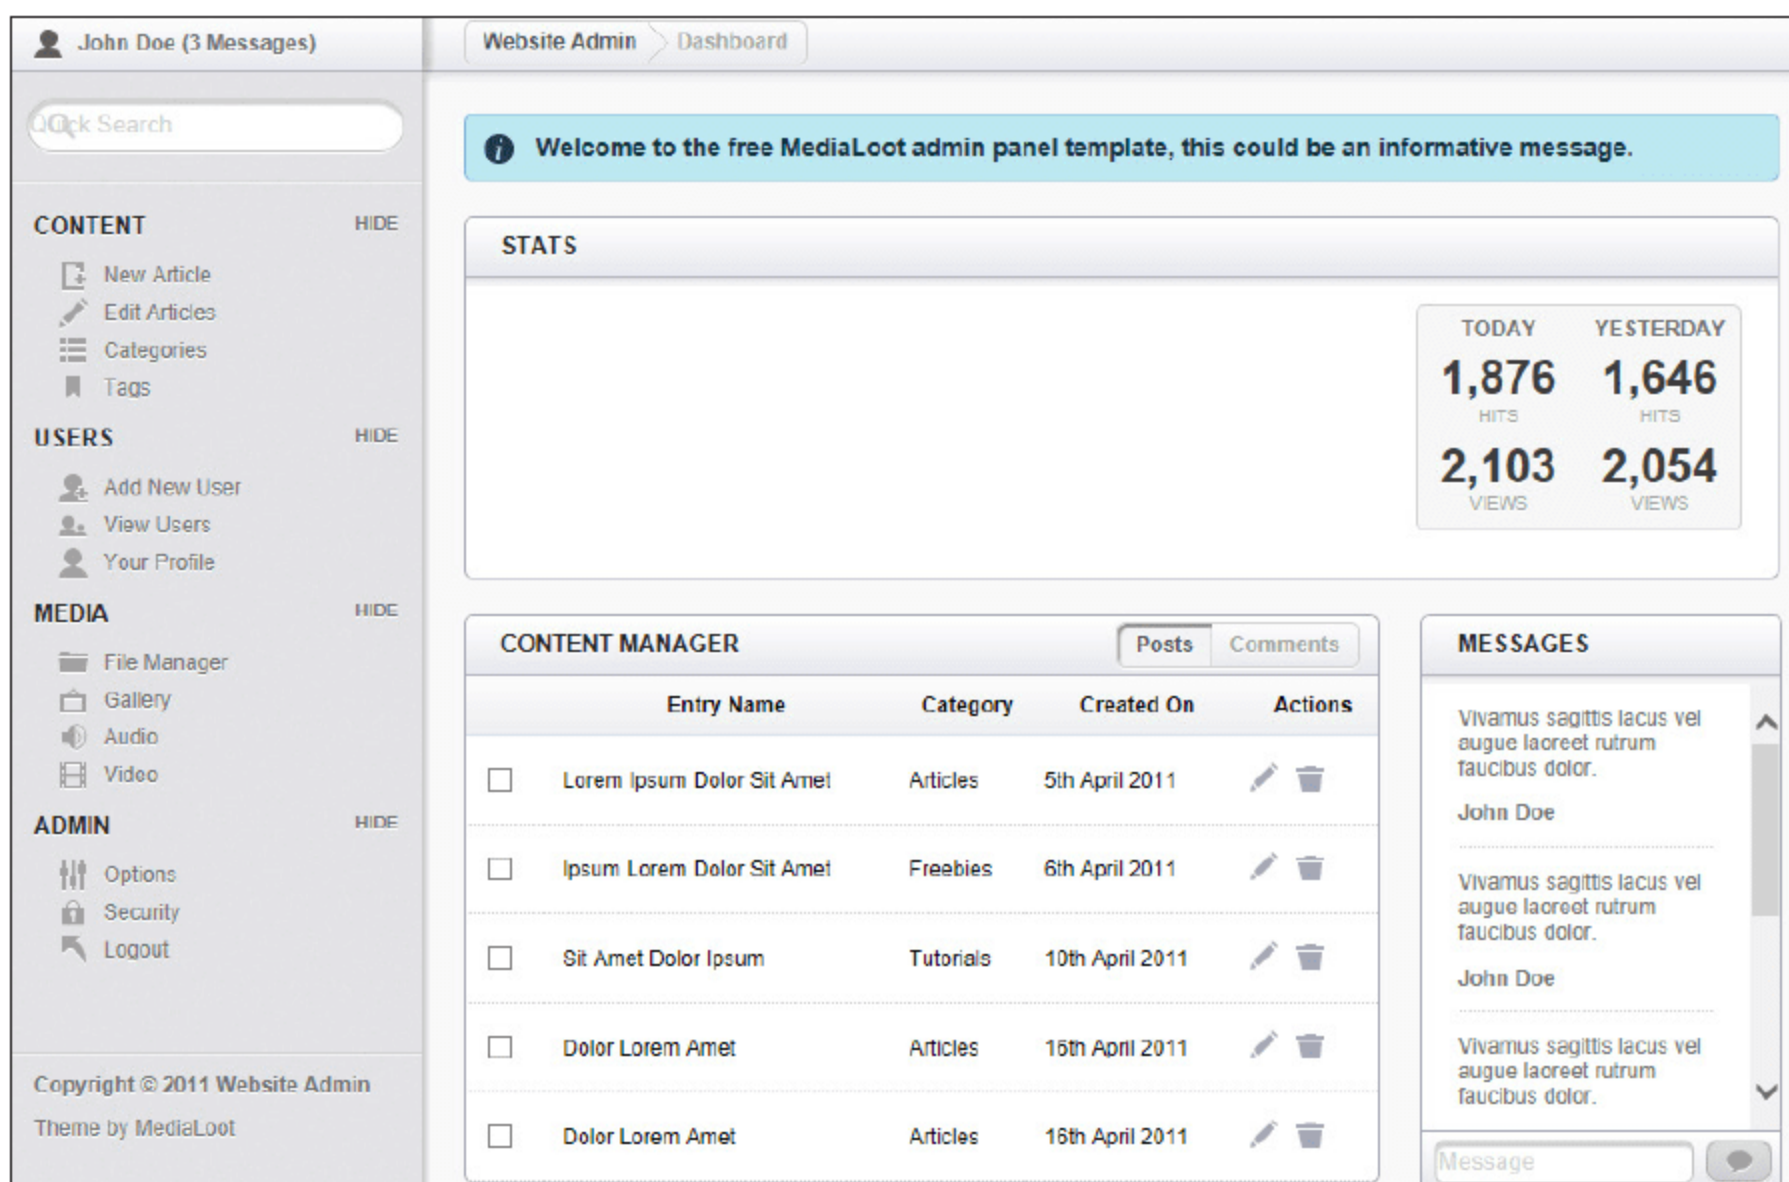 John Doe (3 Messages)
Website Admin
Dashboard
Quick Search
Welcome to the free MediaLoot admin panel template, this could be an informative message.
CONTENT
HIDE
New Article
Edit Articles
Categories
Tags
USERS
HIDE
Add New User
View Users
Your Profile
MEDIA
HIDE
File Manager
Gallery
Audio
Video
ADMIN
HIDE
Options
Security
Logout
Copyright © 2011 Website Admin
Theme by MediaLoot
STATS
TODAY YESTERDAY
1,876 1,646
HITS HITS
2,103 2,054
VIEWS VIEWS
CONTENT MANAGER
Posts Comments
Entry Name Category Created On Actions
Lorem Ipsum Dolor Sit Amet Articles 5th April 2011
Ipsum Lorem Dolor Sit Amet Freebies 6th April 2011
Sit Amet Dolor Ipsum Tutorials 10th April 2011
Dolor Lorem Amet Articles 16th April 2011
Dolor Lorem Amet Articles 16th April 2011
MESSAGES
Vivamus sagittis lacus vel
augue laoreet rutrum
faucibus dolor.
John Doe
Vivamus sagittis lacus vel
augue laoreet rutrum
faucibus dolor.
John Doe
Vivamus sagittis lacus vel
augue laoreet rutrum
faucibus dolor.
Message